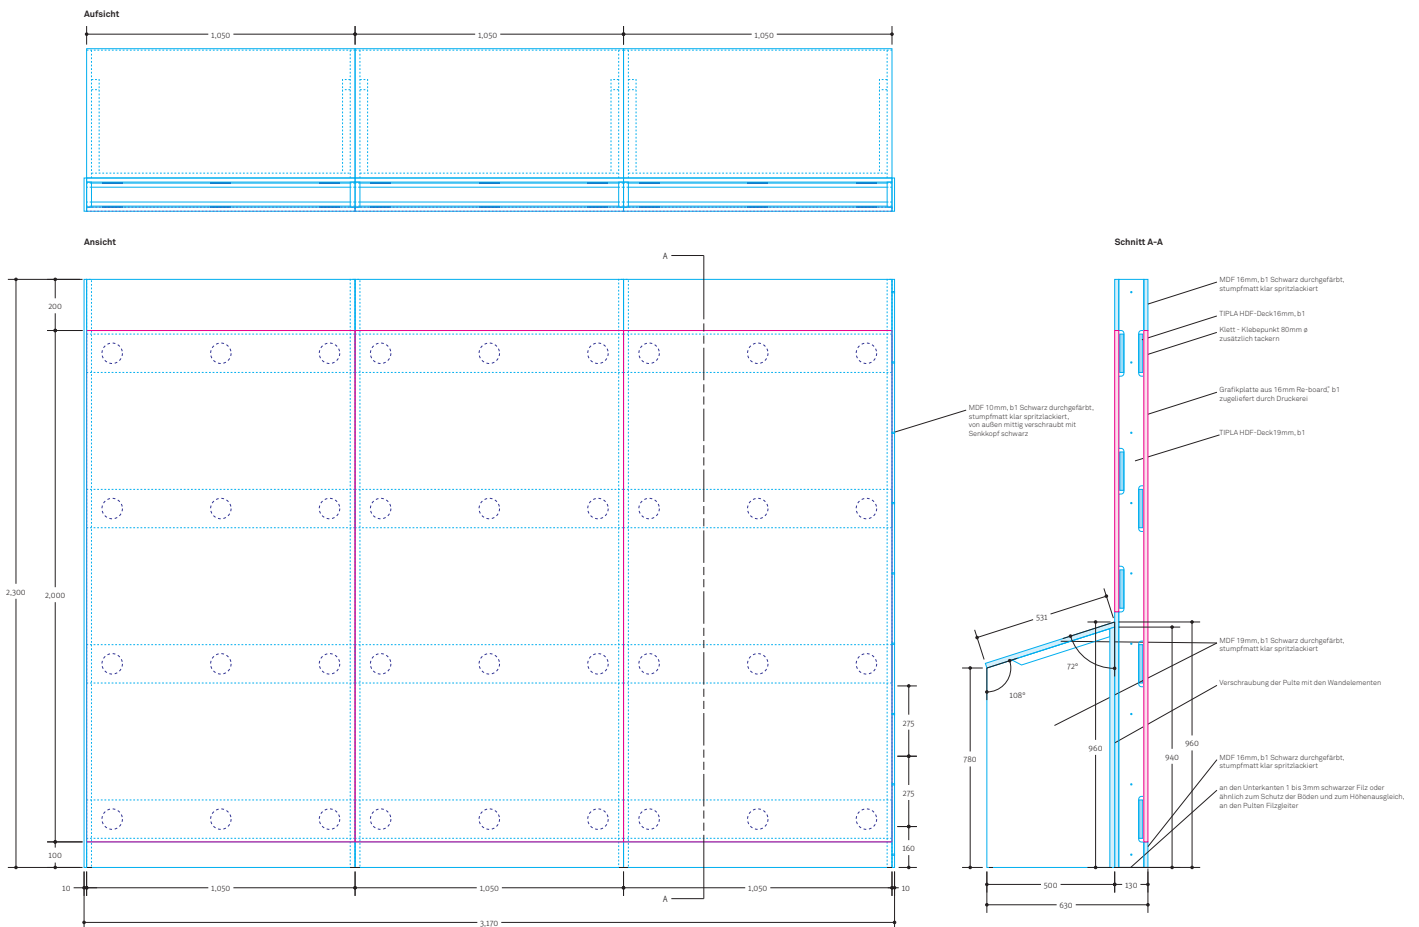 Aufsicht
1,050
1,050
1,050
Ansicht
Schnitt A-A
A
MDF 16mm, b1 Schwarz durchgefärbt,
stumpfmatt klar spritzlackiert
200
TIPLA HDF-Deck16mm, b1
Klett - Klebepunkt 80mm ø
zusätzlich tackern
Grafikplatte aus 16mm Re-board,® b1
zugeliefert durch Druckerei
MDF 10mm, b1 Schwarz durchgefärbt,
stumpfmatt klar spritzlackiert,
von außen mittig verschraubt mit
Senkkopf schwarz
TIPLA HDF-Deck19mm, b1
2,300
2,000
531
MDF 19mm, b1 Schwarz durchgefärbt,
stumpfmatt klar spritzlackiert
72°
108°
Verschraubung der Pulte mit den Wandelementen
275
960
960
940
780
MDF 16mm, b1 Schwarz durchgefärbt,
stumpfmatt klar spritzlackiert
275
an den Unterkanten 1 bis 3mm schwarzer Filz oder
ähnlich zum Schutz der Böden und zum Höhenausgleich,
an den Pulten Filzgleiter
100
160
10
1,050
1,050
1,050
10
500
130
A
630
3,170